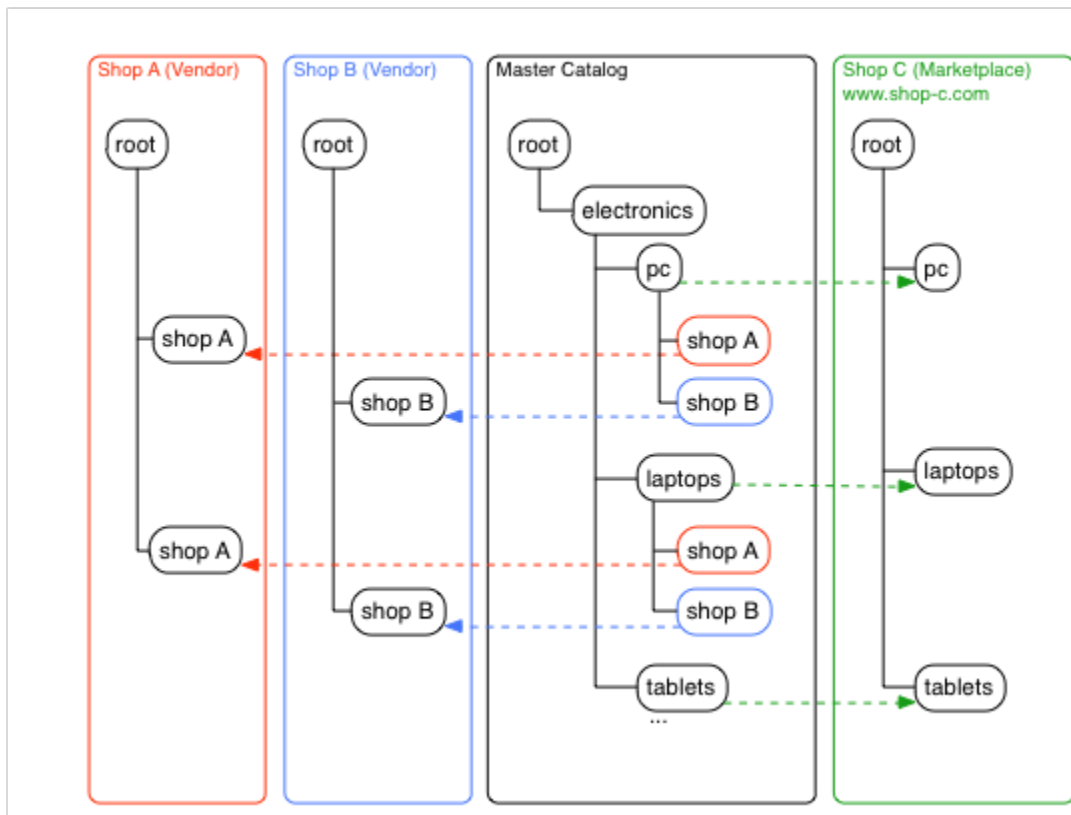 Shop A (Vendor)
root
shop A
shop A
Shop B (Vendor)
root
shop B
shop B
Master Catalog
root
electronics
pc
shop A
shop B
laptops
shop A
shop B
tablets
...
Shop C (Marketplace)
www.shop-c.com
root
pc
laptops
tablets